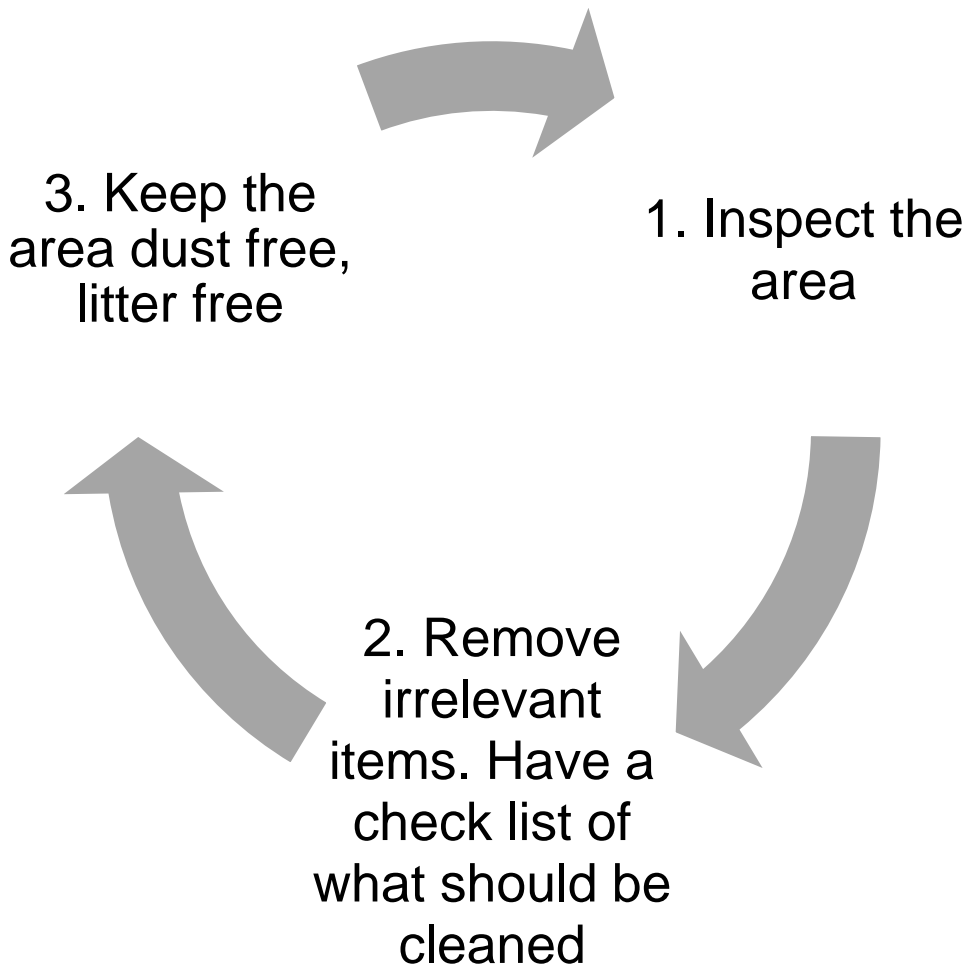 1. Inspect the
area
2. Remove
irrelevant
items. Have a
check list of
what should be
cleaned
3. Keep the
area dust free,
litter free